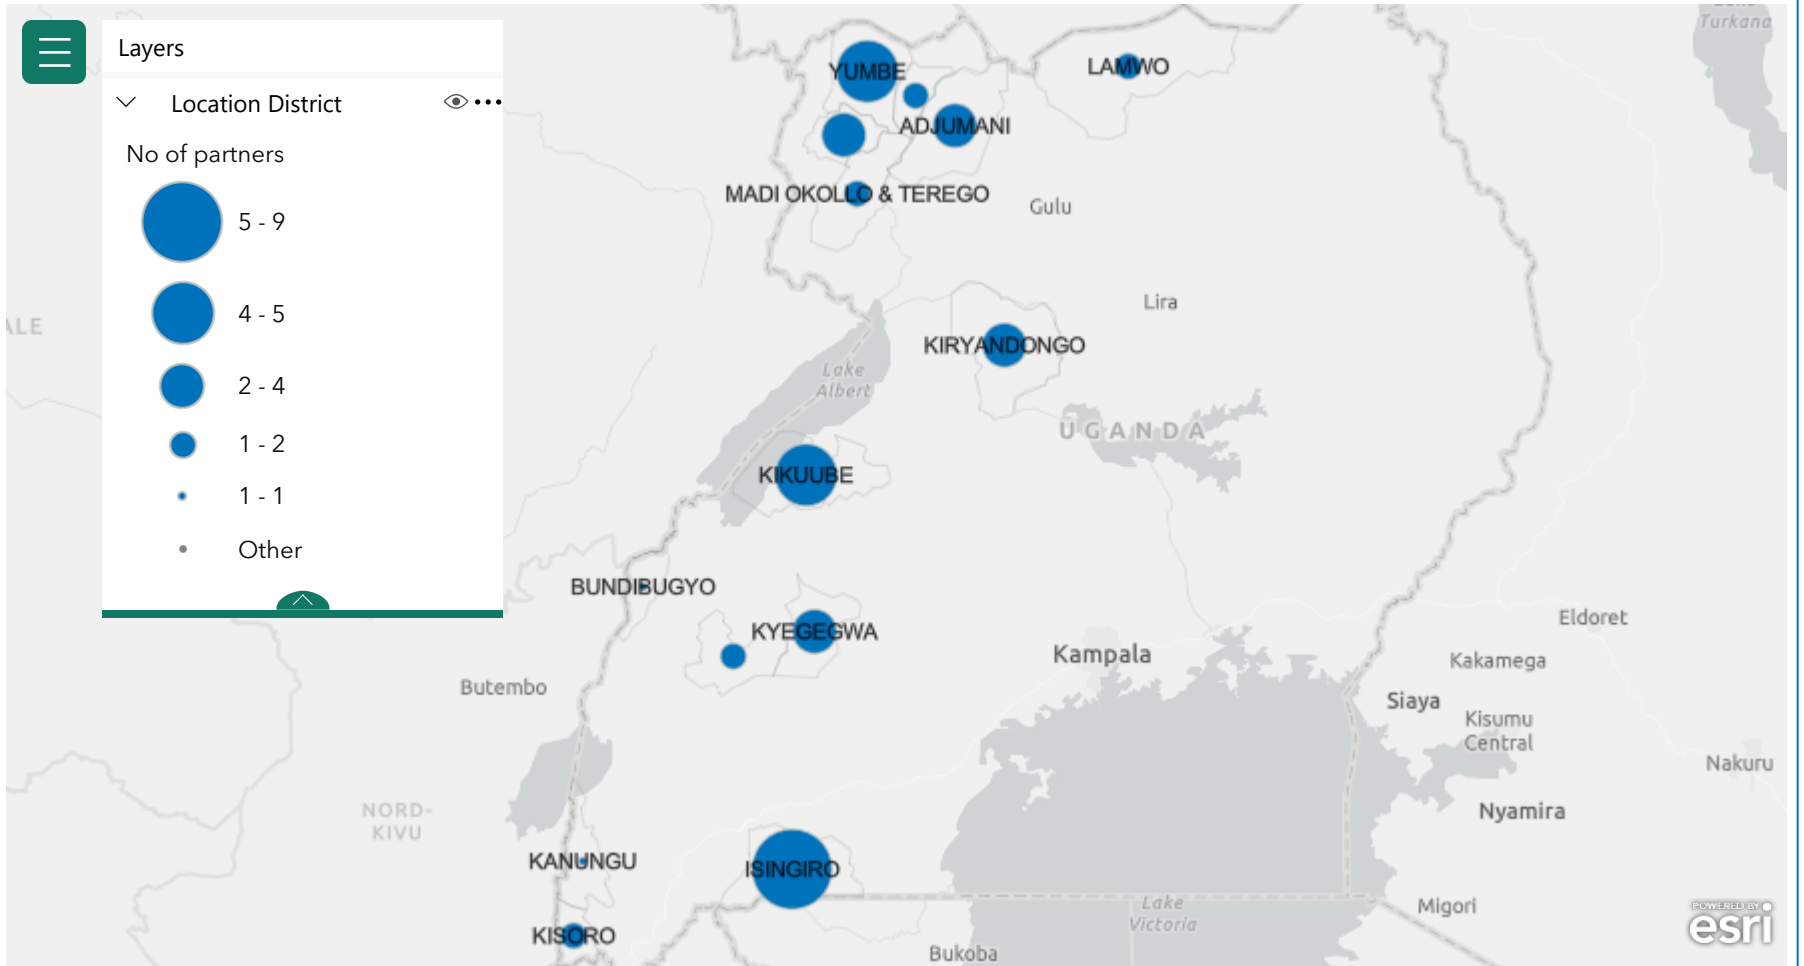 Layers
Location District
No of partners
5 - 9
4 - 5
2 - 4
1 - 2
1 - 1
Other
Turkana
YUMBE
LAMWO
ADJUMANI
MADI OKOLLO & TEREGO
Gulu
Lira
KIRYANDONGO
Lake
Albert
UGANDA
KIKUUBE
BUNDIBUGYO
KYEGEGWA
Kampala
Eldoret
Kakamega
Butembo
Siaya
Kisumu
Central
Nakuru
NORD-
KIVU
Nyamira
KANUNGU
ISINGIRO
Lake
Victoria
Migori
KISORO
Bukoba
POWERED BY
esri
ALE